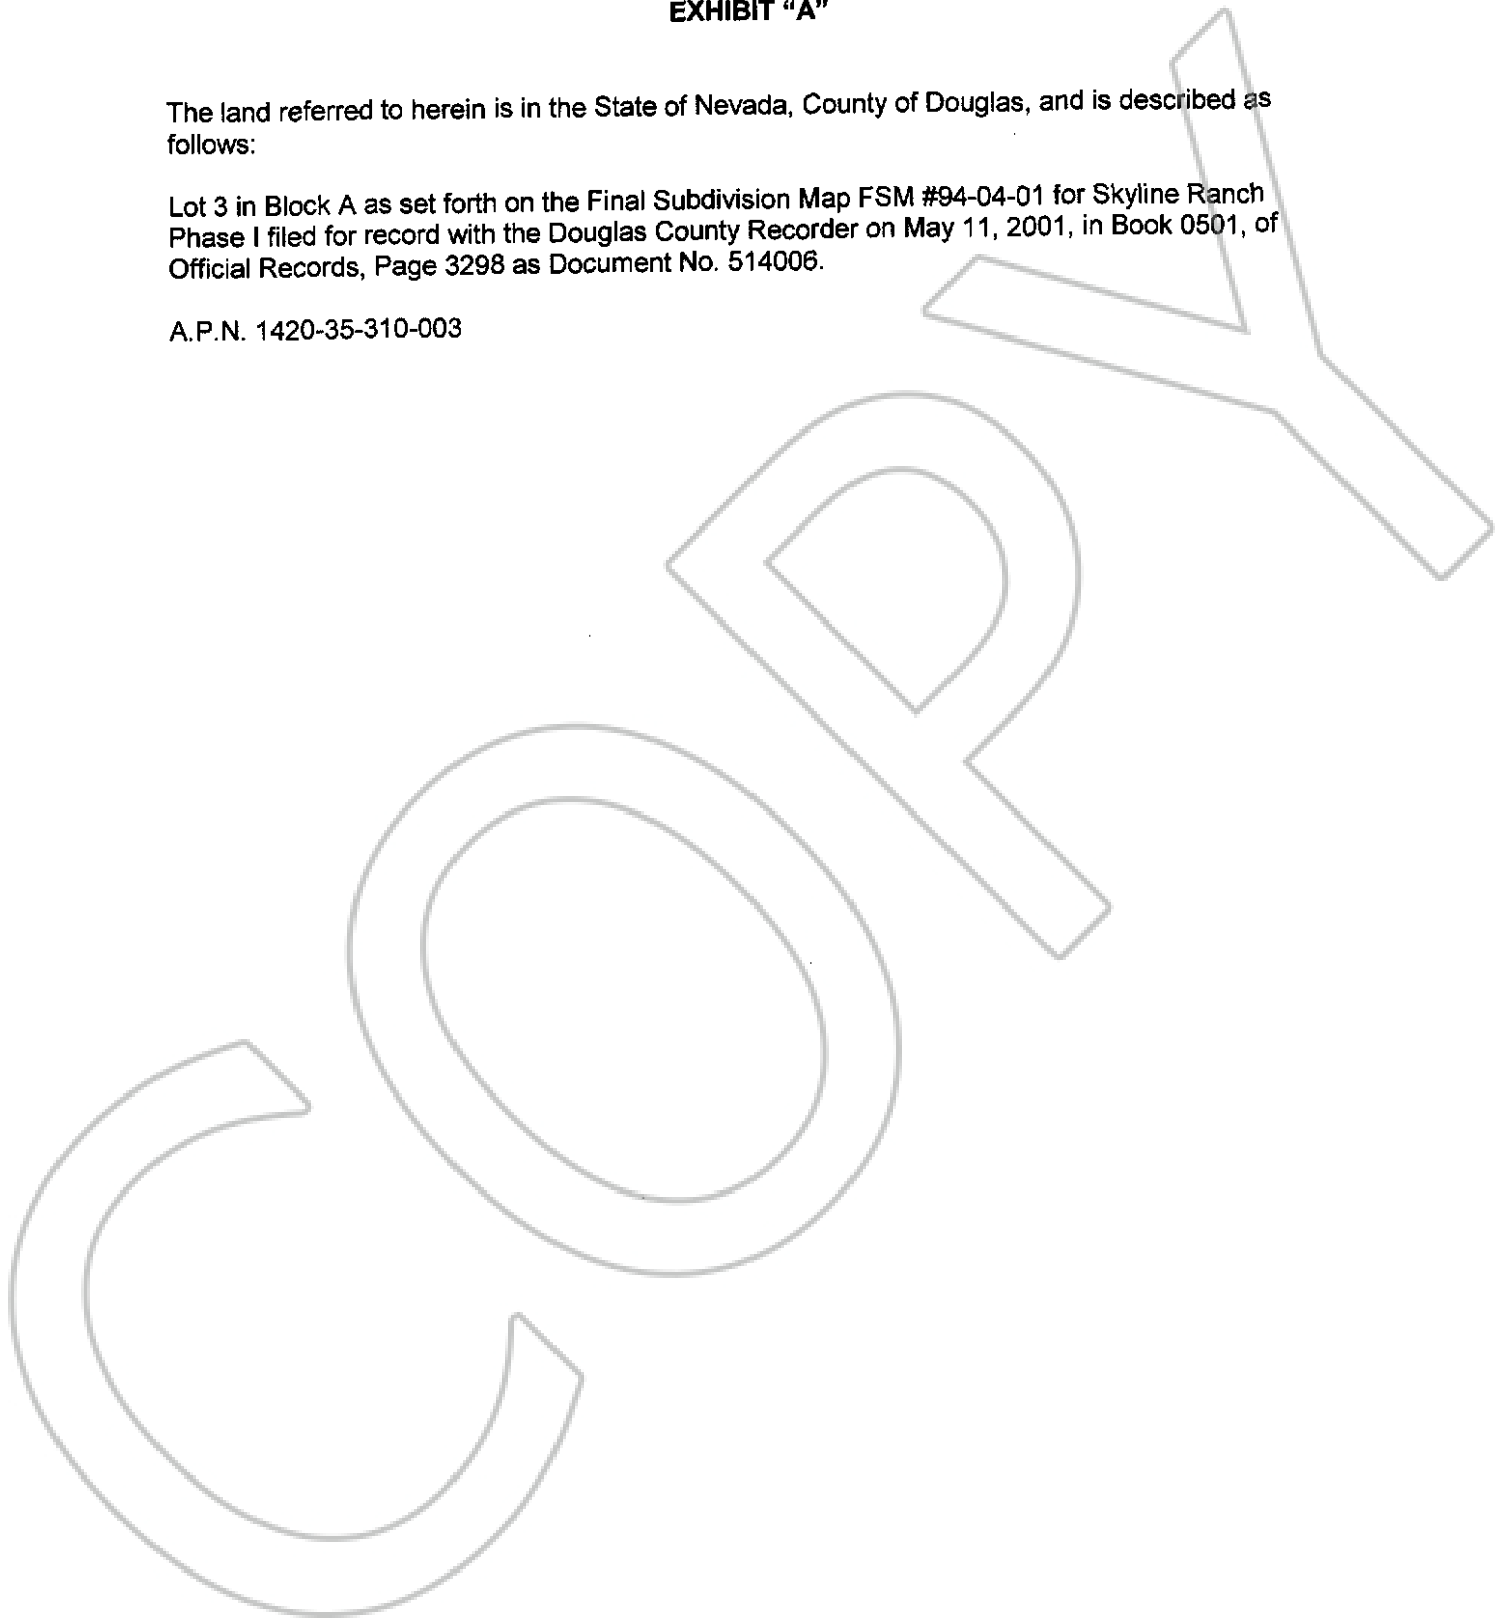 EXHIBIT “A”
The land referred to herein is in the State of Nevada, County of Douglas, and is described as
follows:
Lot 3 in Block A as set forth on the Final Subdivision Map FSM #94-04-01 for Skyline Ranch
Phase I filed for record with the Douglas County Recorder on May 11, 2001, in Book 0501, of
Official Records, Page 3298 as Document No. 514006.
A.P.N. 1420-35-310-003
COPY